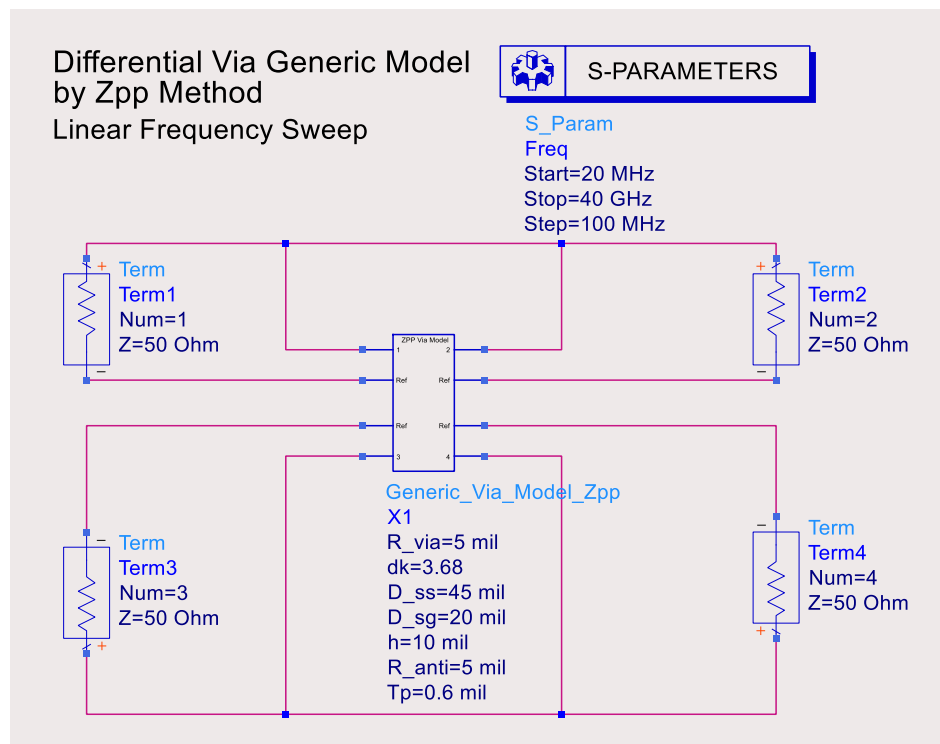 Differential Via Generic Model
by Zpp Method
Linear Frequency Sweep
S-PARAMETERS
S_Param
Freq
Start=20 MHz
Stop=40 GHz
Step=100 MHz
+
Term
Term1
Num=1
Z=50 Ohm
−
+
Term
Term2
Num=2
Z=50 Ohm
−
ZPP Via Model
1 2
Ref Ref
Ref Ref
3 4
Generic_Via_Model_Zpp
X1
R_via=5 mil
dk=3.68
D_ss=45 mil
D_sg=20 mil
h=10 mil
R_anti=5 mil
Tp=0.6 mil
−
Term
Term3
Num=3
Z=50 Ohm
+
−
Term
Term4
Num=4
Z=50 Ohm
+